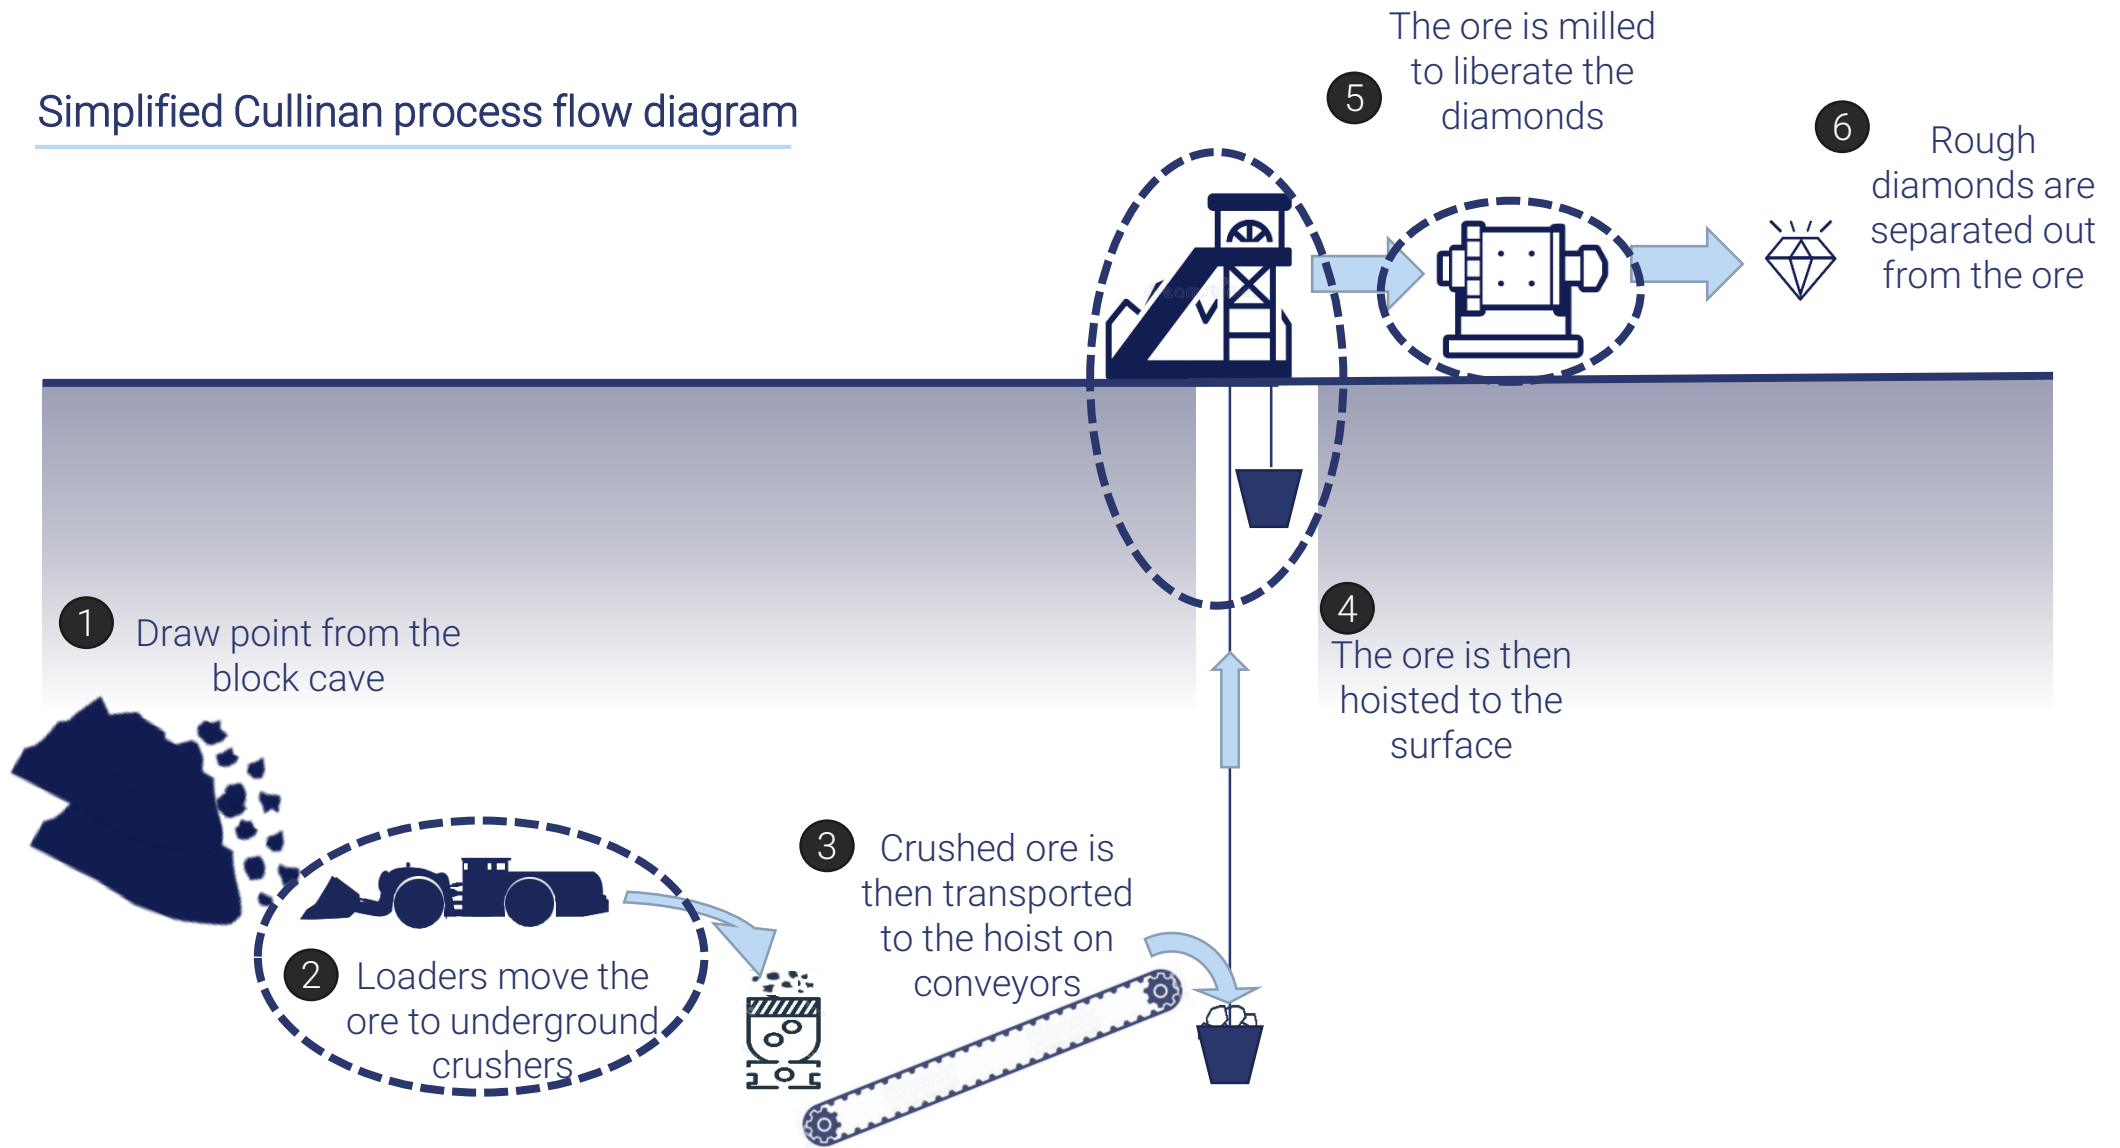 Simplified Cullinan process flow diagram
1
Draw point from the
block cave
2
Loaders move the
ore to underground
crushers
3
Crushed ore is
then transported
to the hoist on
conveyors
4
The ore is then
hoisted to the
surface
5
The ore is milled
to liberate the
diamonds
6
Rough
diamonds are
separated out
from the ore